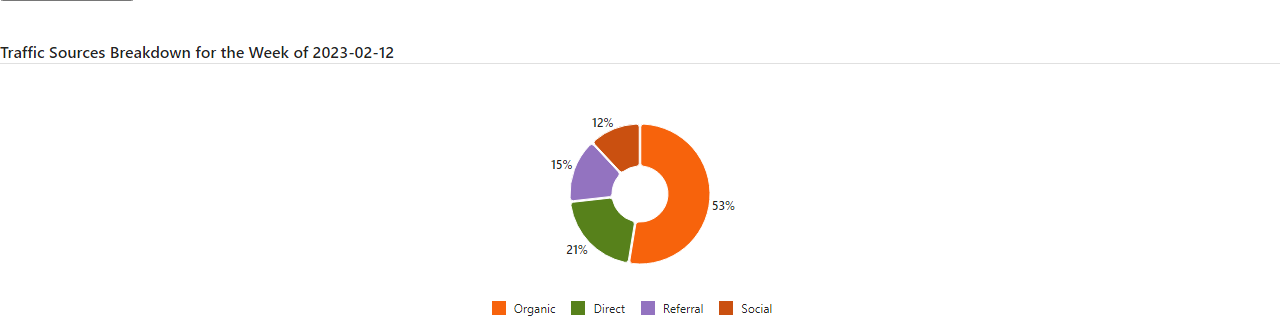 Traffic Sources Breakdown for the Week of 2023-02-12
12%
15%
53%
21%
Organic Direct Referral Social